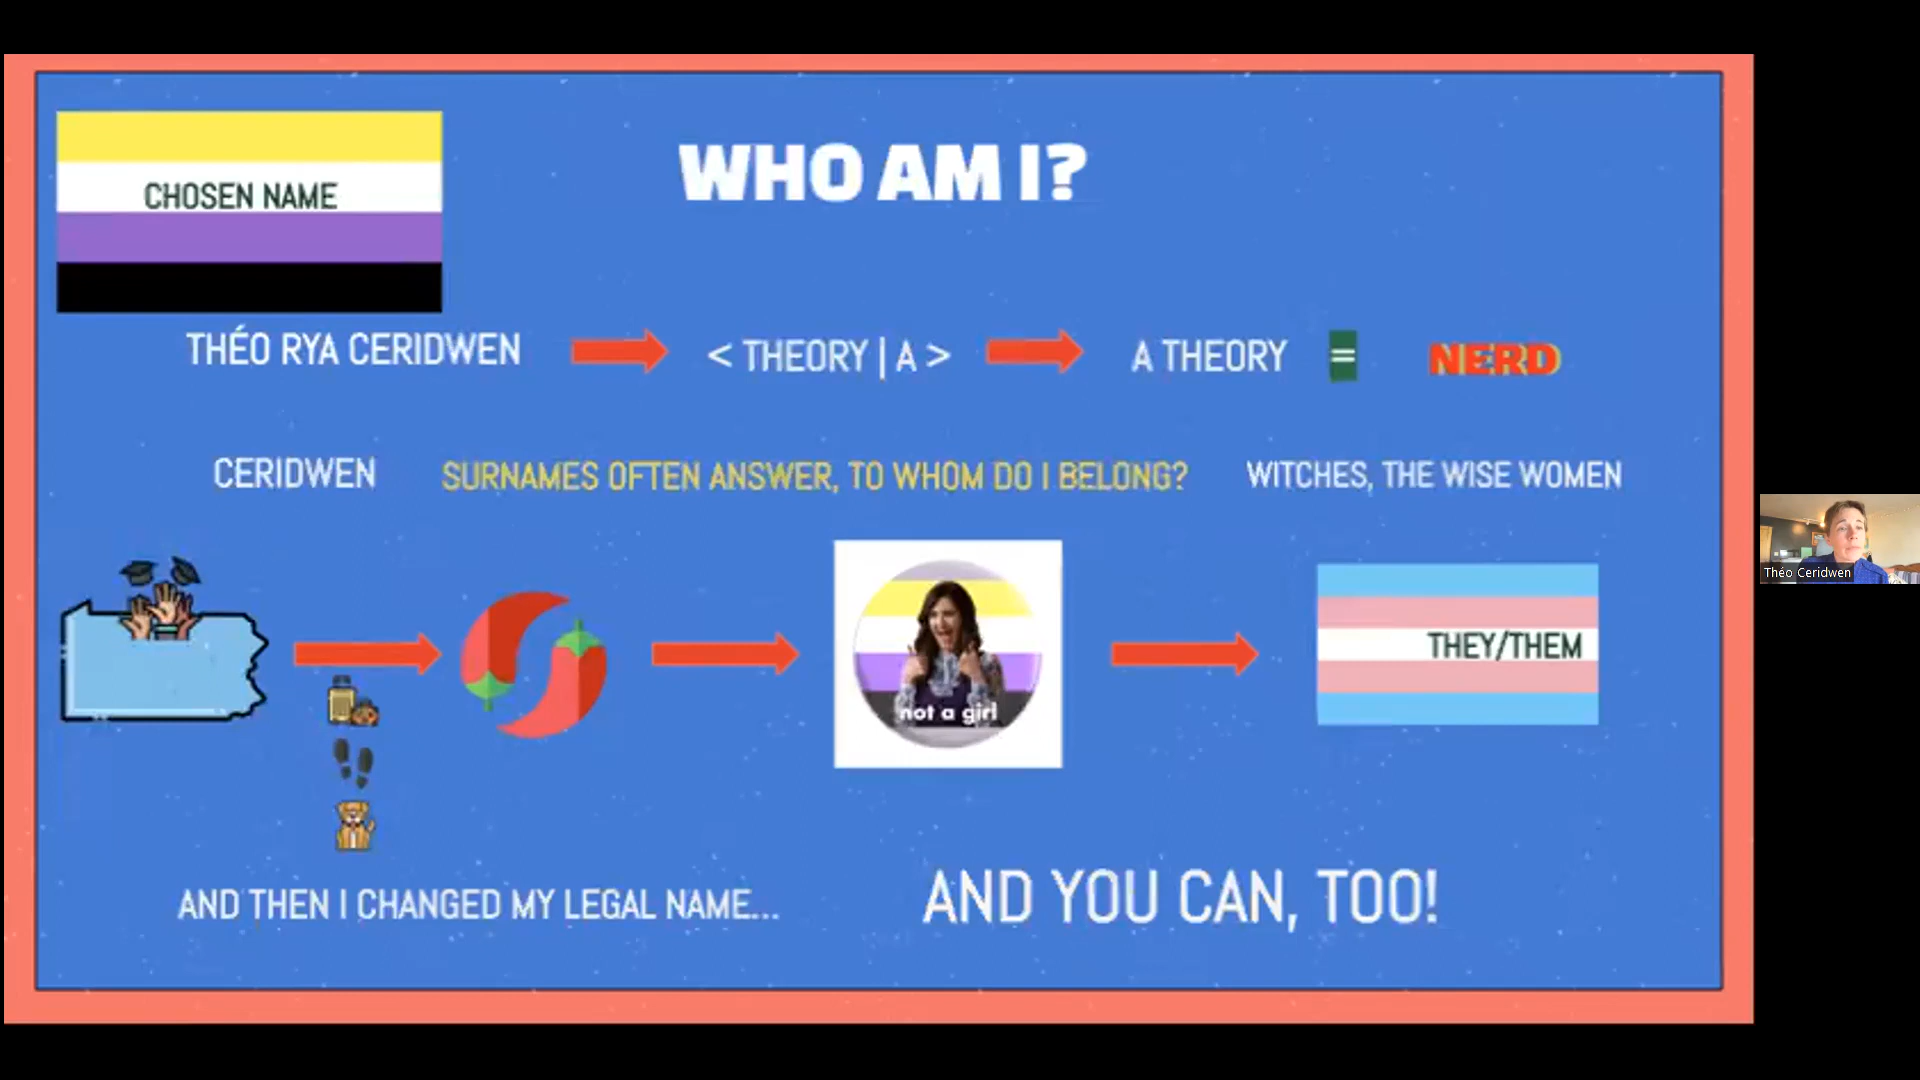 CHOSEN NAME
WHO AM I?
THÉO RYA CERIDWEN
< THEORY | A >
A THEORY
=
NERD
CERIDWEN
SURNAMES OFTEN ANSWER, TO WHOM DO I BELONG?
WITCHES, THE WISE WOMEN
not a girl
THEY/THEM
AND THEN I CHANGED MY LEGAL NAME...
AND YOU CAN, TOO!
Théo Ceridwen